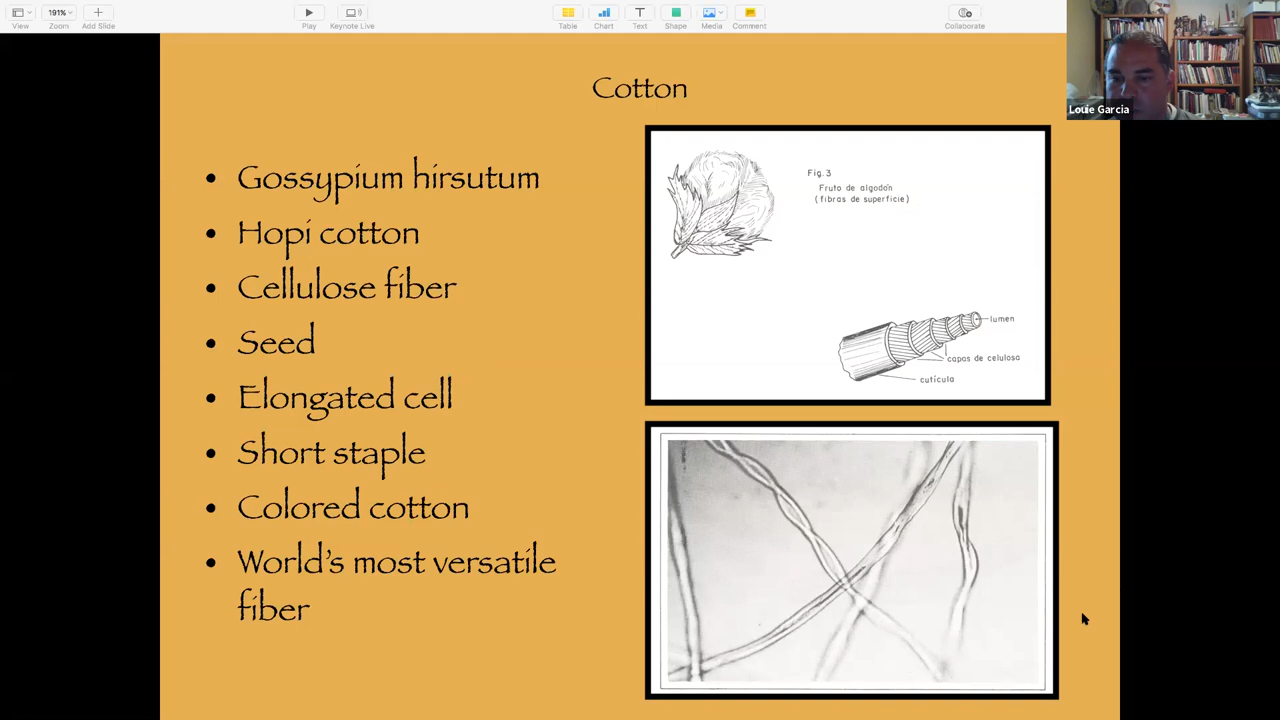 View
191%
Zoom
Add Slide
Play
Keynote Live
Table
Chart
Text
Shape
Media
Comment
Collaborate
Louie Garcia
Cotton
• Gossypium hirsutum
• Hopi cotton
• Cellulose fiber
• Seed
• Elongated cell
• Short staple
• Colored cotton
• World's most versatile
fiber
Fig. 3
Fruto de algodón
(fibras de superficie)
lumen
capas de celulosa
cutícula